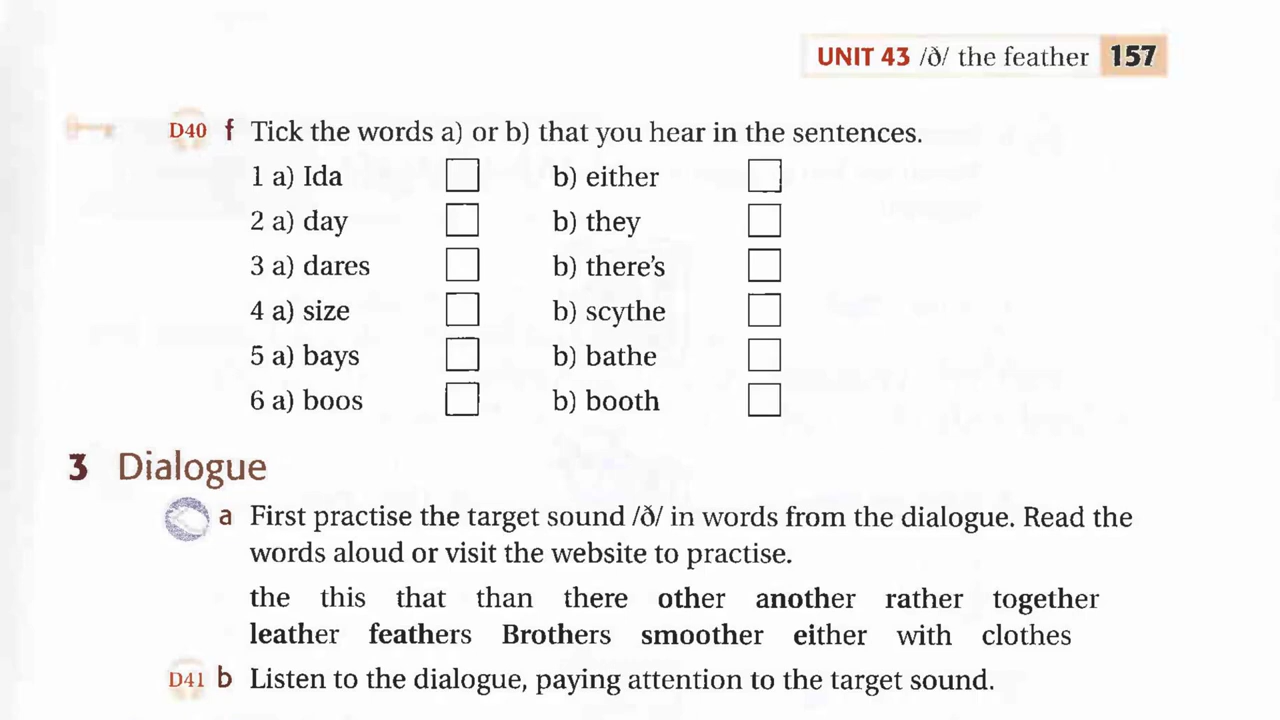 UNIT 43 /ð/ the feather 157
D40 f Tick the words a) or b) that you hear in the sentences.
1 a) Ida b) either
2 a) day b) they
3 a) dares b) there's
4 a) size b) scythe
5 a) bays b) bathe
6 a) boos b) booth
3 Dialogue
a First practise the target sound /ð/ in words from the dialogue. Read the
words aloud or visit the website to practise.
the this that than there other another rather together
leather feathers Brothers smoother either with clothes
D41 b Listen to the dialogue, paying attention to the target sound.